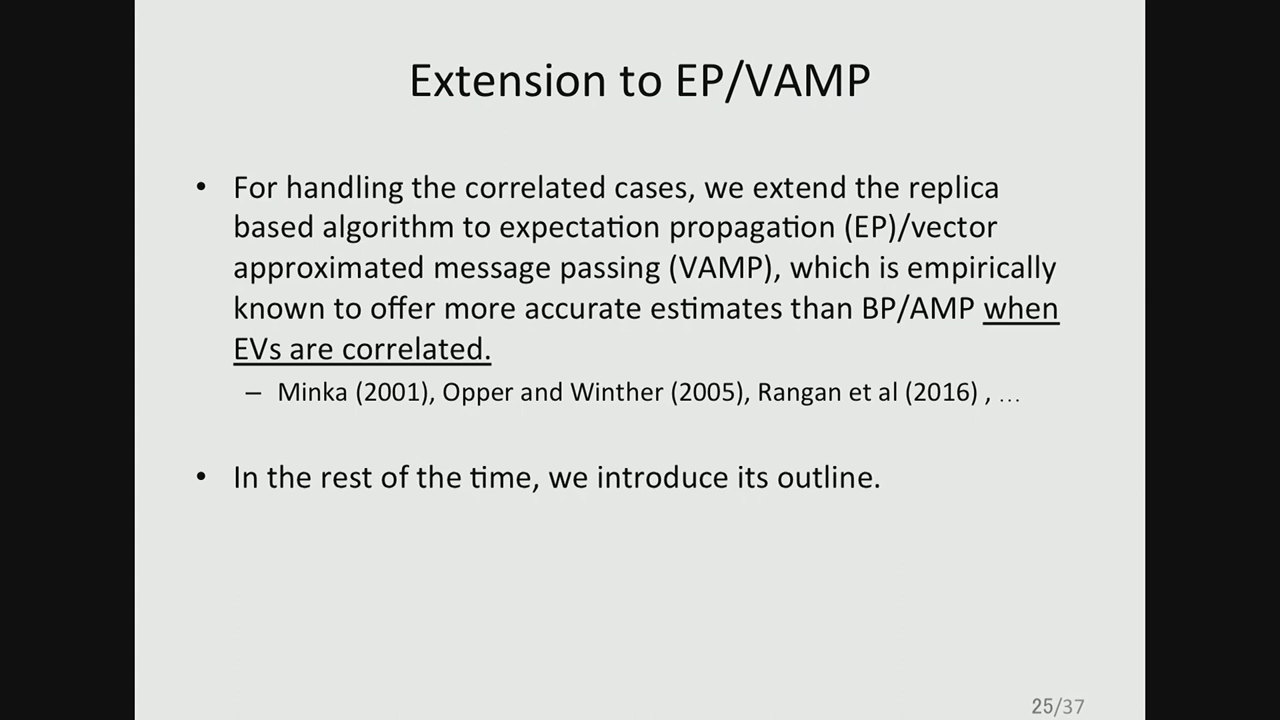 Extension to EP/VAMP
• For handling the correlated cases, we extend the replica
based algorithm to expectation propagation (EP)/vector
approximated message passing (VAMP), which is empirically
known to offer more accurate estimates than BP/AMP when
EVs are correlated.
– Minka (2001), Opper and Winther (2005), Rangan et al (2016) , …
• In the rest of the time, we introduce its outline.
25/37